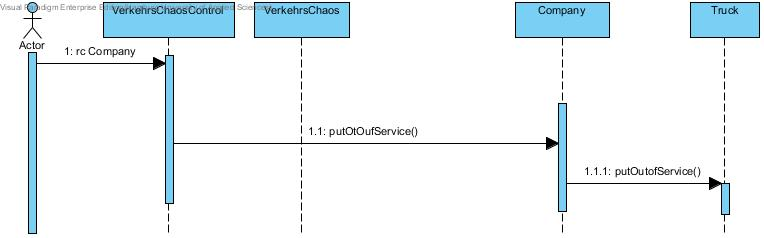 Visual Paradigm Enterprise
VerkehrsChaosControl
VerkehrsChaos
Company
Truck
Actor
1: rc Company
1.1: putOtOufService()
1.1.1: putOutofService()